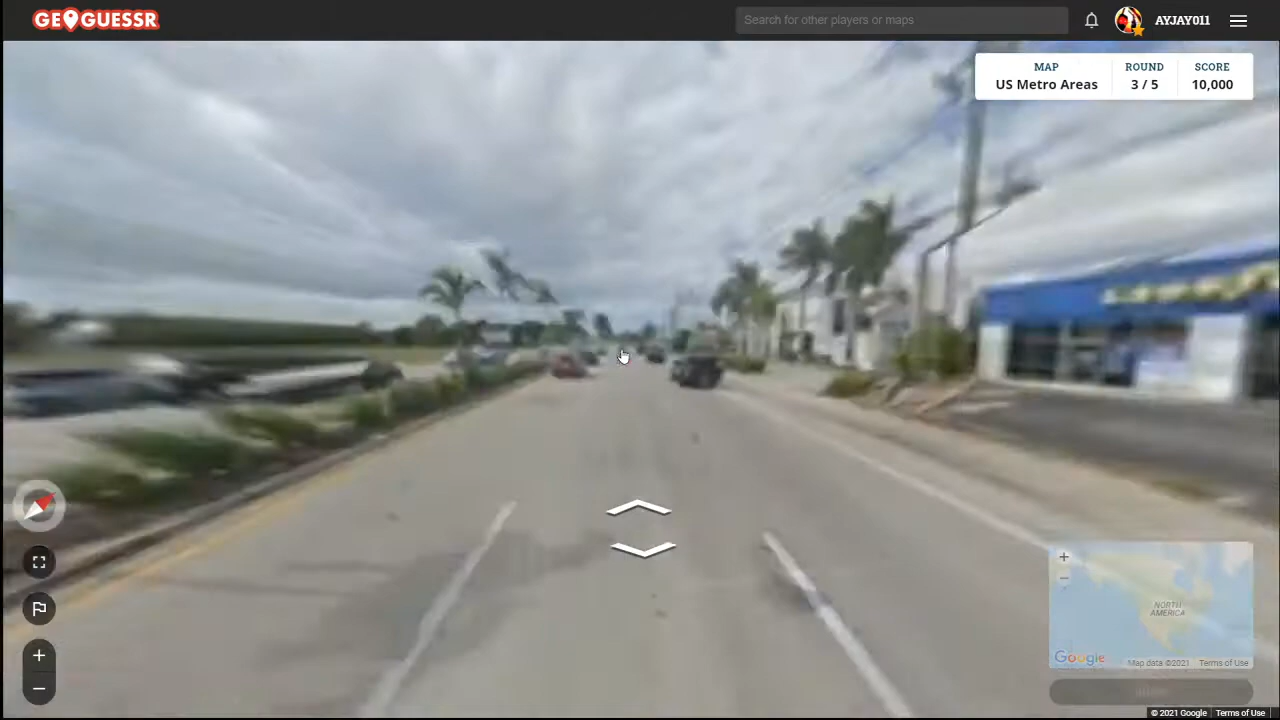 GEOGUESSR
Search for other players or maps
AYJAY011
MAP
US Metro Areas
ROUND
3 / 5
SCORE
10,000
+
−
+
−
NORTH
AMERICA
Google
Map data ©2021
Terms of Use
© 2021 Google
Terms of Use